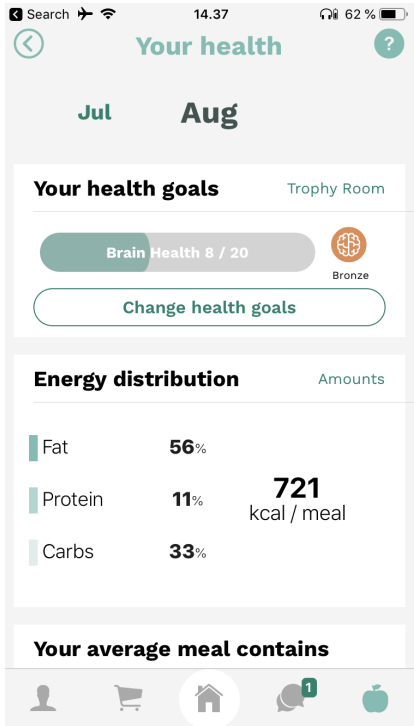 Search 14.37 62 %
Your health
?
Jul Aug
Your health goals Trophy Room
Brain Health 8 / 20
Bronze
Change health goals
Energy distribution Amounts
Fat 56%
Protein 11%
721
kcal / meal
Carbs 33%
Your average meal contains
1